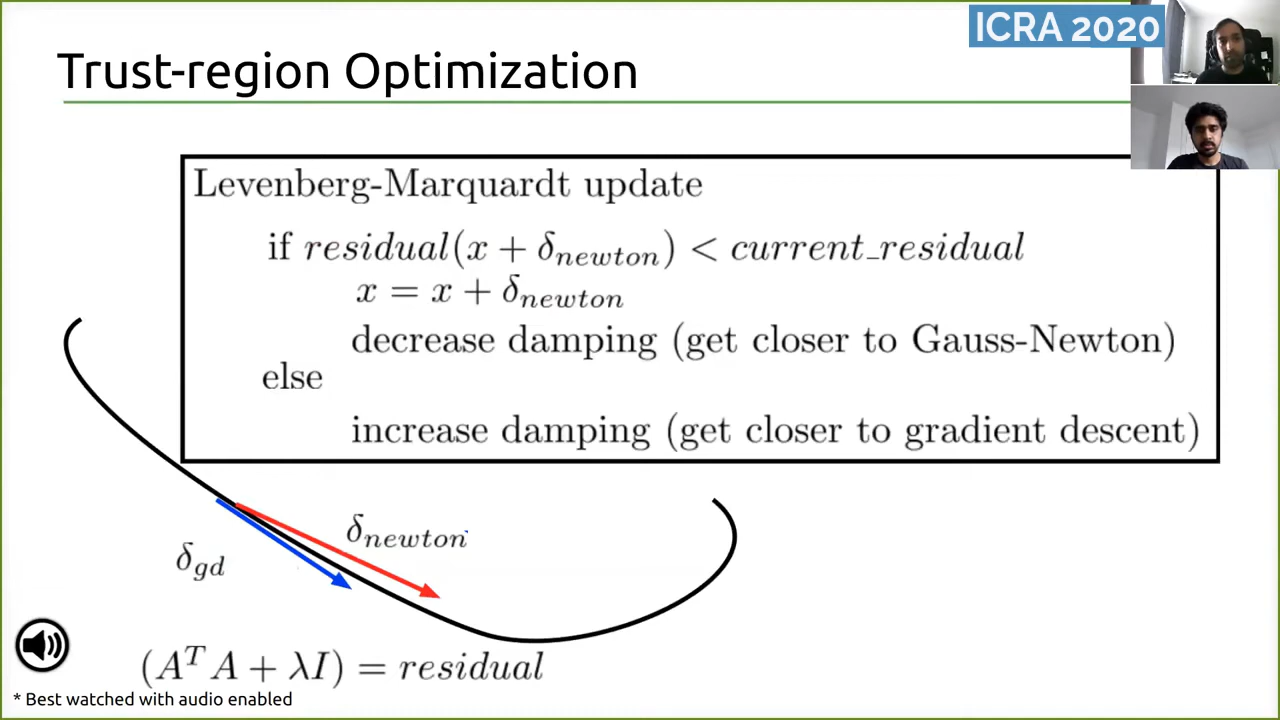 ICRA 2020
Trust-region Optimization
Levenberg-Marquardt update
if residual(x + δ_newton) < current_residual
x = x + δ_newton
decrease damping (get closer to Gauss-Newton)
else
increase damping (get closer to gradient descent)
δ_newton
δ_gd
(A^T A + λI) = residual
* Best watched with audio enabled